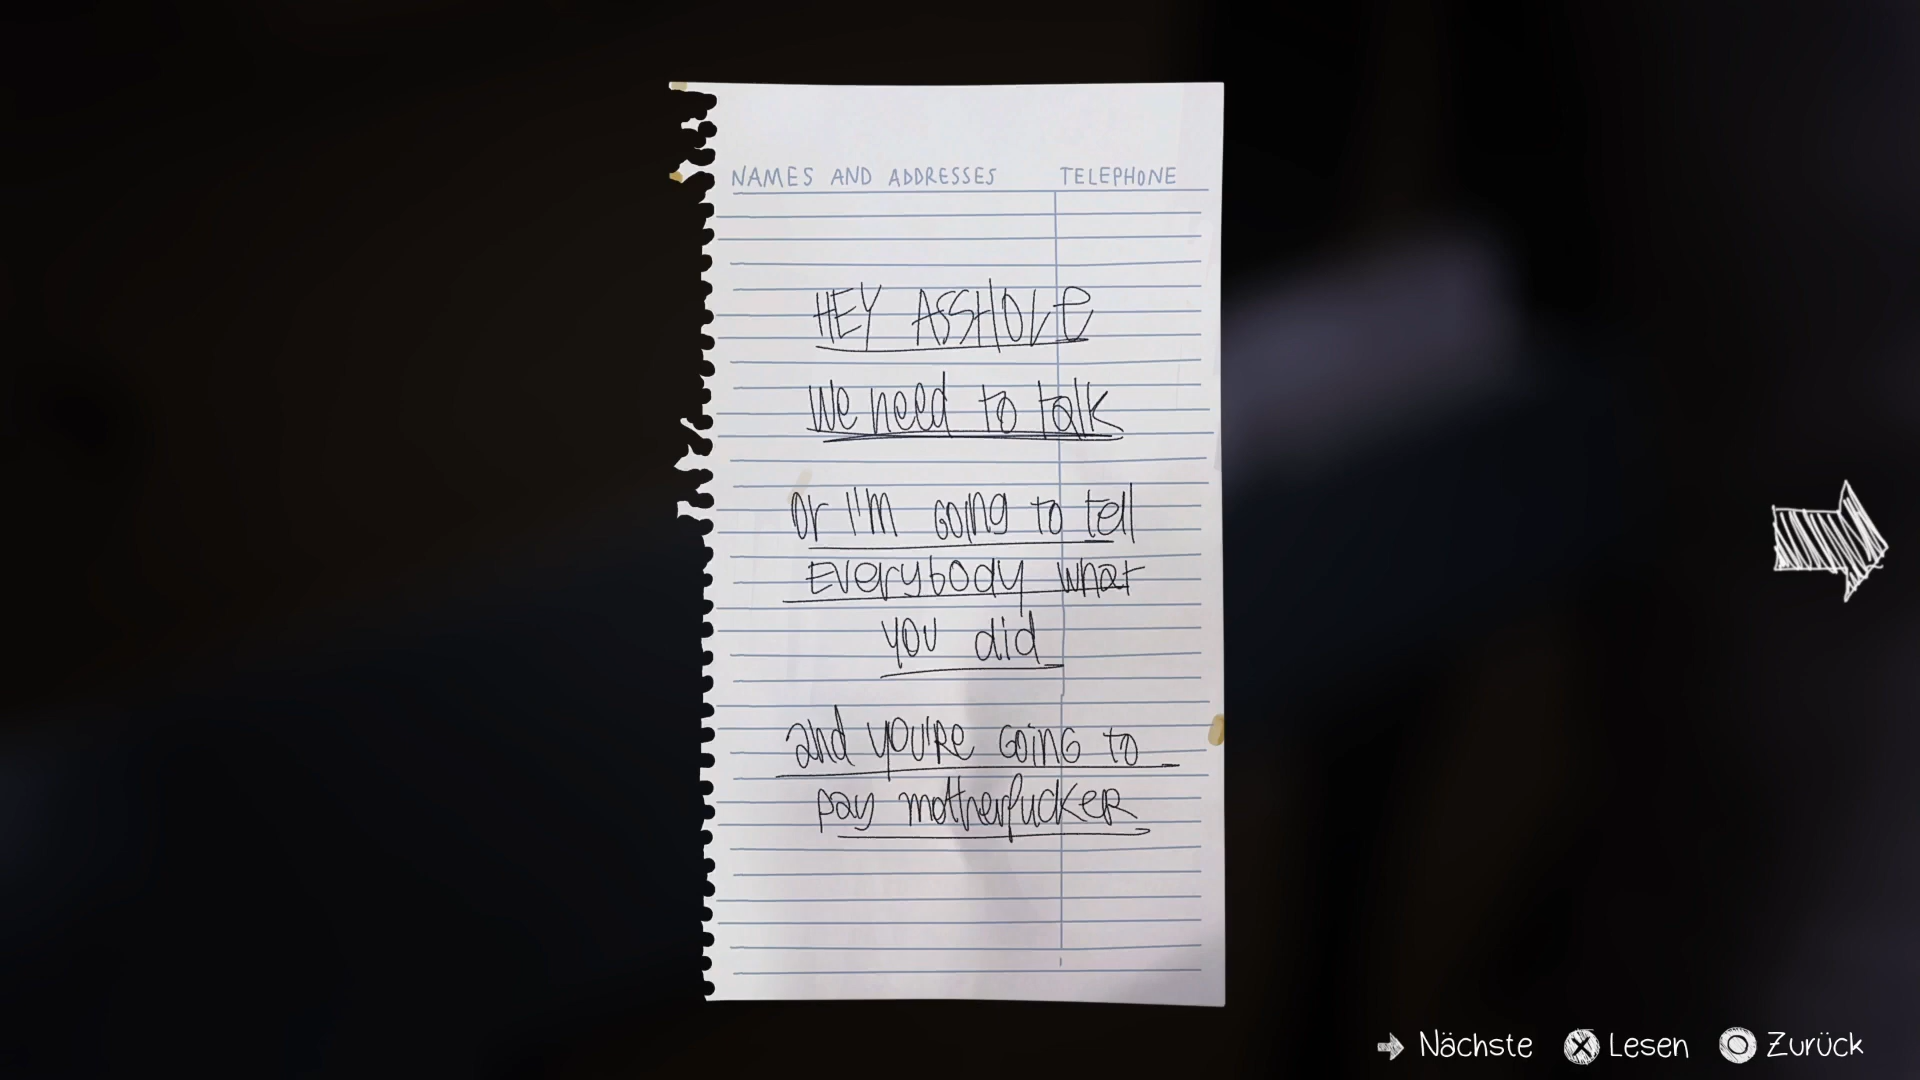 NAMES AND ADDRESSES TELEPHONE
HEY ASSHOLE
We need to talk
or I'm going to tell
Everybody what
you did
and you're going to
pay motherfucker
Nächste Lesen Zurück